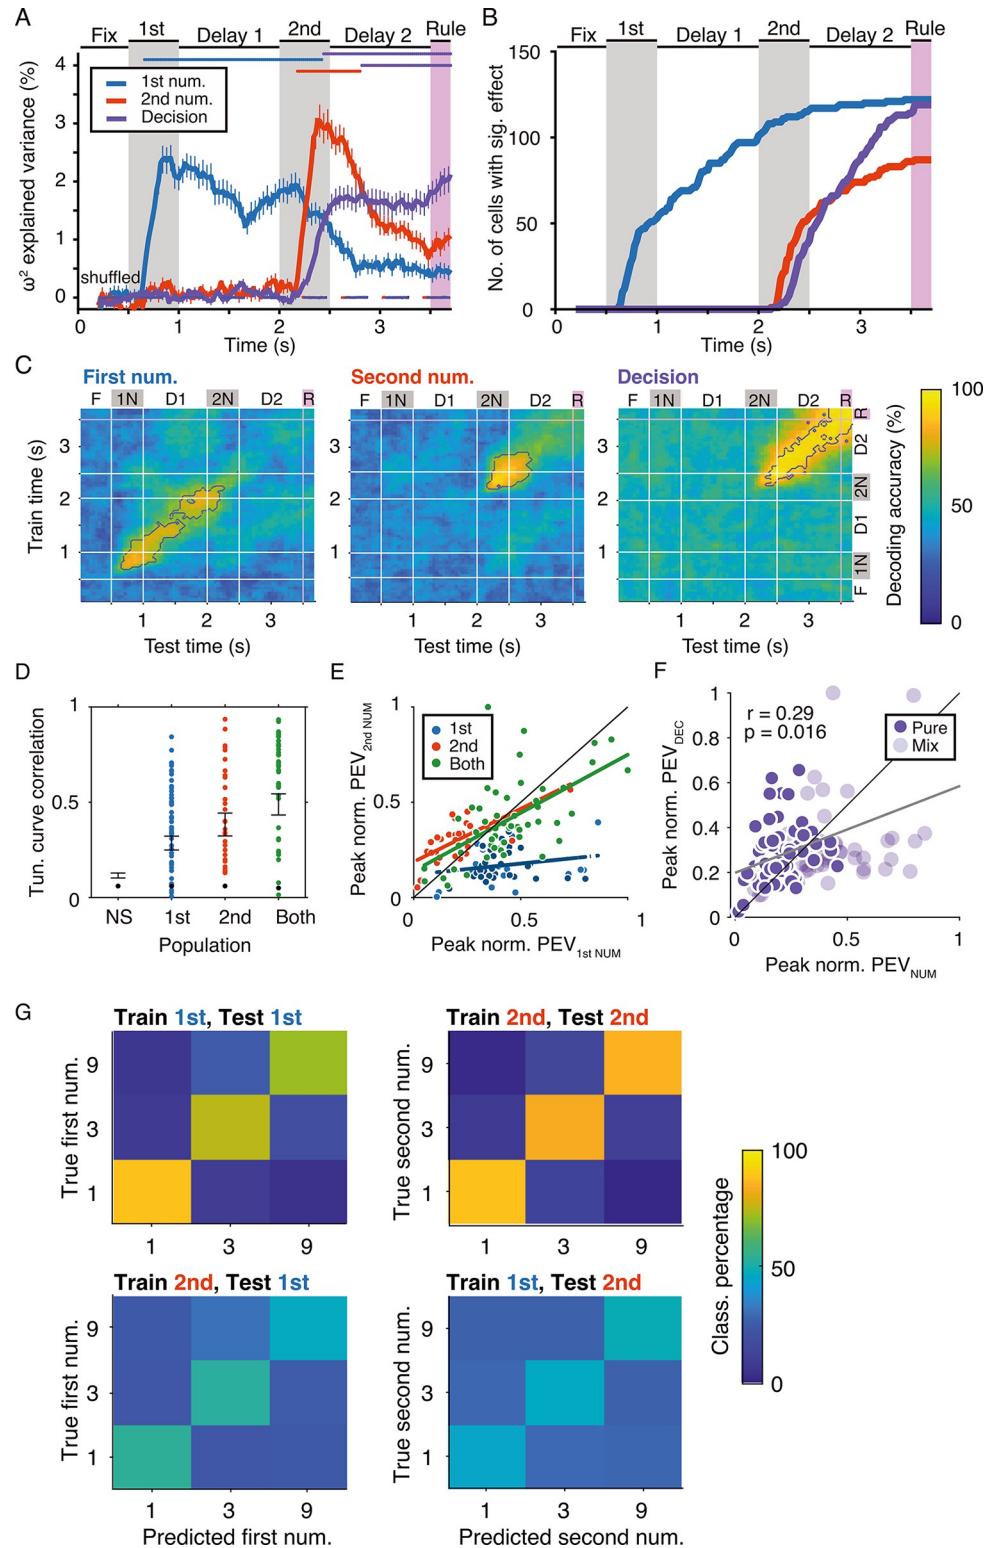 A
Fix 1st Delay 1 2nd Delay 2 Rule
ω² explained variance (%)
4
3
2
1
0
1st num.
2nd num.
Decision
shuffled
0 1 2 3
Time (s)
B
Fix 1st Delay 1 2nd Delay 2 Rule
No. of cells with sig. effect
150
100
50
0
0 1 2 3
Time (s)
C
First num.
F 1N D1 2N D2 R
Train time (s)
3
2
1
1 2 3
Test time (s)
Second num.
F 1N D1 2N D2 R
3
2
1
1 2 3
Test time (s)
Decision
F 1N D1 2N D2 R
3
2
1
R
D2
2N
D1
1N
F
1 2 3
Test time (s)
Decoding accuracy (%)
100
50
0
D
Tun. curve correlation
1
0.5
0
NS 1st 2nd Both
Population
E
Peak norm. PEV2nd NUM
1
0.5
0
1st
2nd
Both
0 0.5 1
Peak norm. PEV1st NUM
F
Peak norm. PEVDEC
1
0.8
0.6
0.4
0.2
0
r = 0.29
p = 0.016
Pure
Mix
0 0.5 1
Peak norm. PEVNUM
G
Train 1st, Test 1st
True first num.
9
3
1
1 3 9
Train 2nd, Test 2nd
True second num.
9
3
1
1 3 9
Train 2nd, Test 1st
True first num.
9
3
1
1 3 9
Predicted first num.
Train 1st, Test 2nd
True second num.
9
3
1
1 3 9
Predicted second num.
Class. percentage
100
50
0